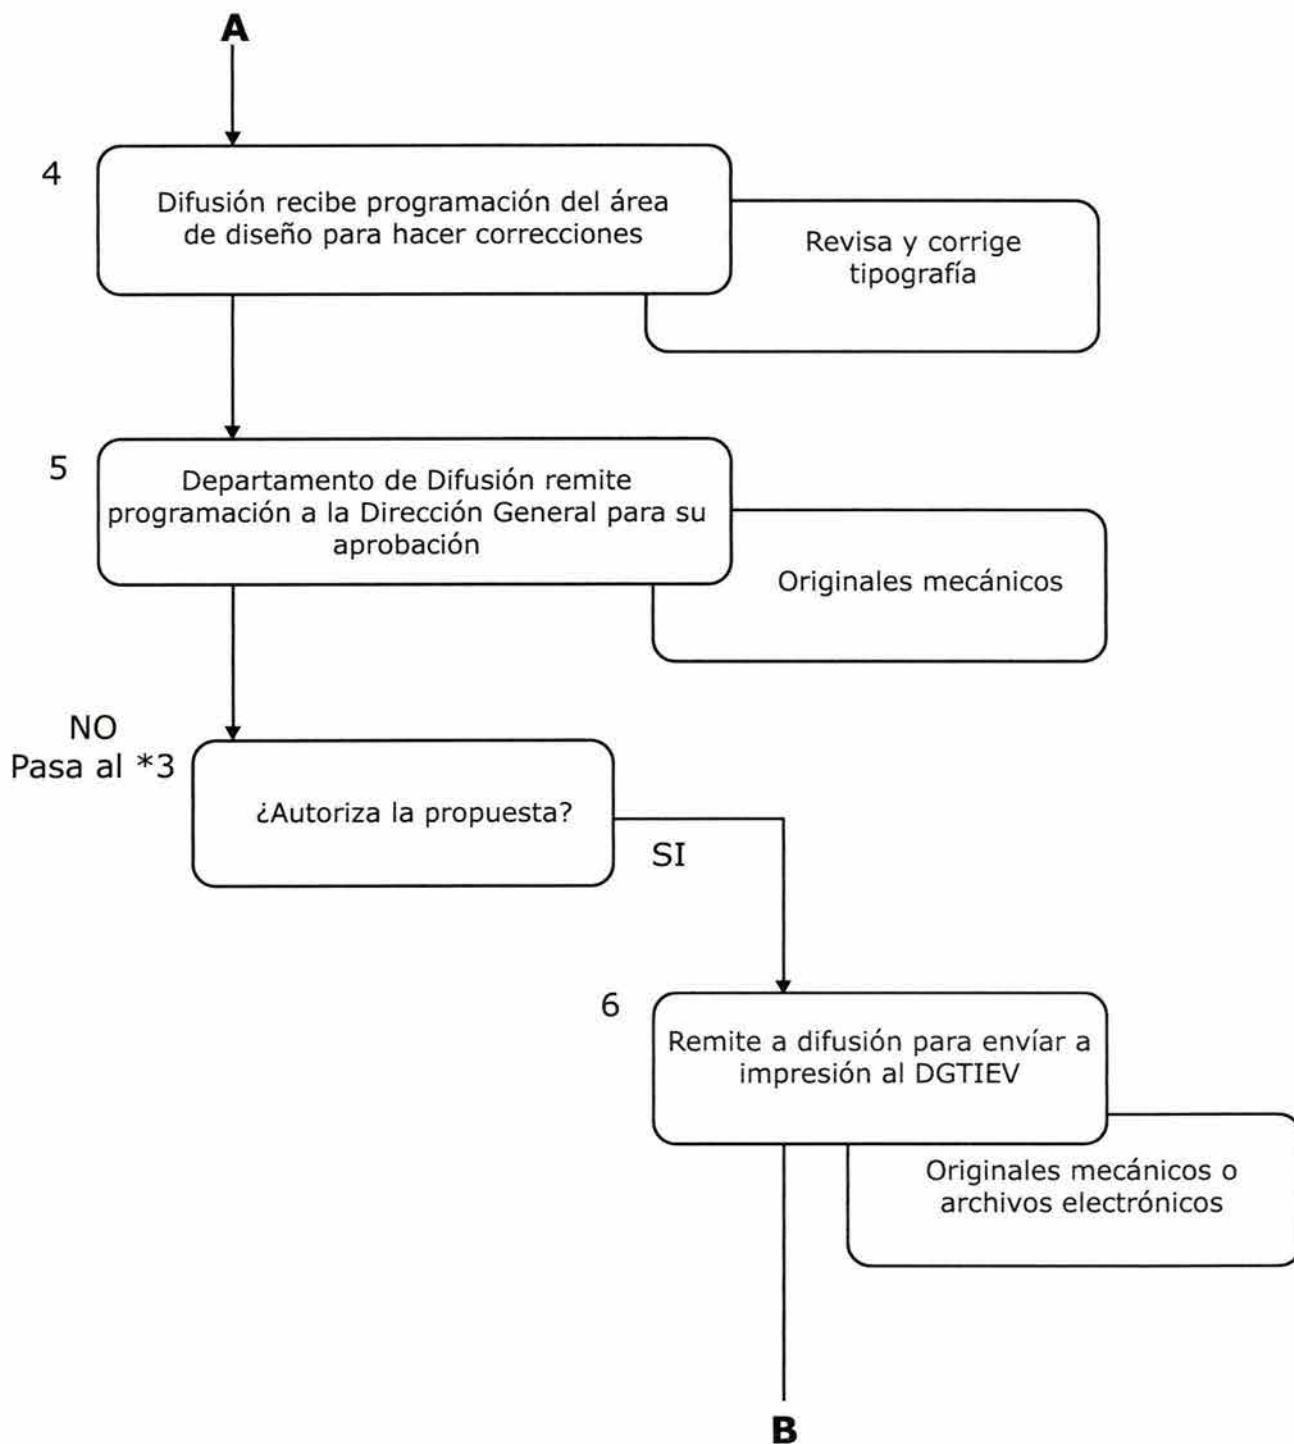 A
4
Difusión recibe programación del área
de diseño para hacer correcciones
Revisa y corrige
tipografía
5
Departamento de Difusión remite
programación a la Dirección General para su
aprobación
Originales mecánicos
NO
Pasa al *3
¿Autoriza la propuesta?
SI
6
Remite a difusión para envíar a
impresión al DGTIEV
Originales mecánicos o
archivos electrónicos
B